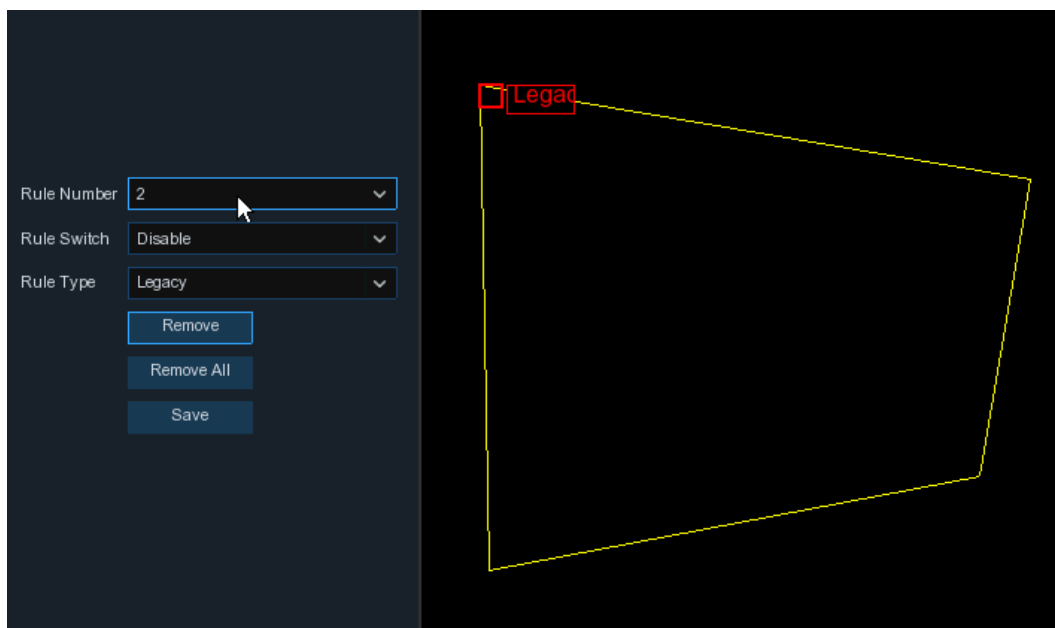 Legac
Rule Number 2
Rule Switch Disable
Rule Type Legacy
Remove
Remove All
Save